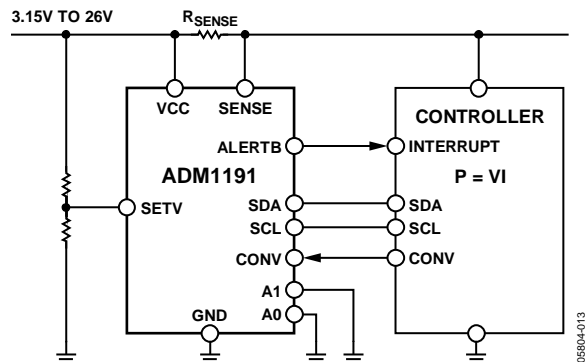 3.15V TO 26V
RSENSE
VCC
SENSE
CONTROLLER
ALERTB
INTERRUPT
ADM1191
P = VI
SETV
SDA
SDA
SCL
SCL
CONV
CONV
A1
GND
A0
05804-013